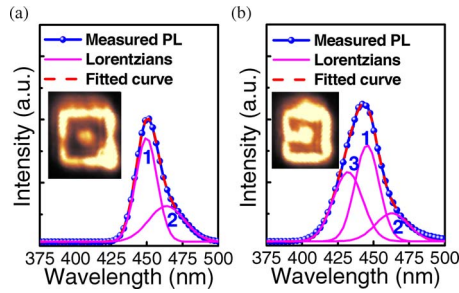 (a)
Measured PL
Lorentzians
Fitted curve
Intensity (a.u.)
1
2
375 400 425 450 475 500
Wavelength (nm)
(b)
Measured PL
Lorentzians
Fitted curve
Intensity (a.u.)
1
3
2
375 400 425 450 475 500
Wavelength (nm)